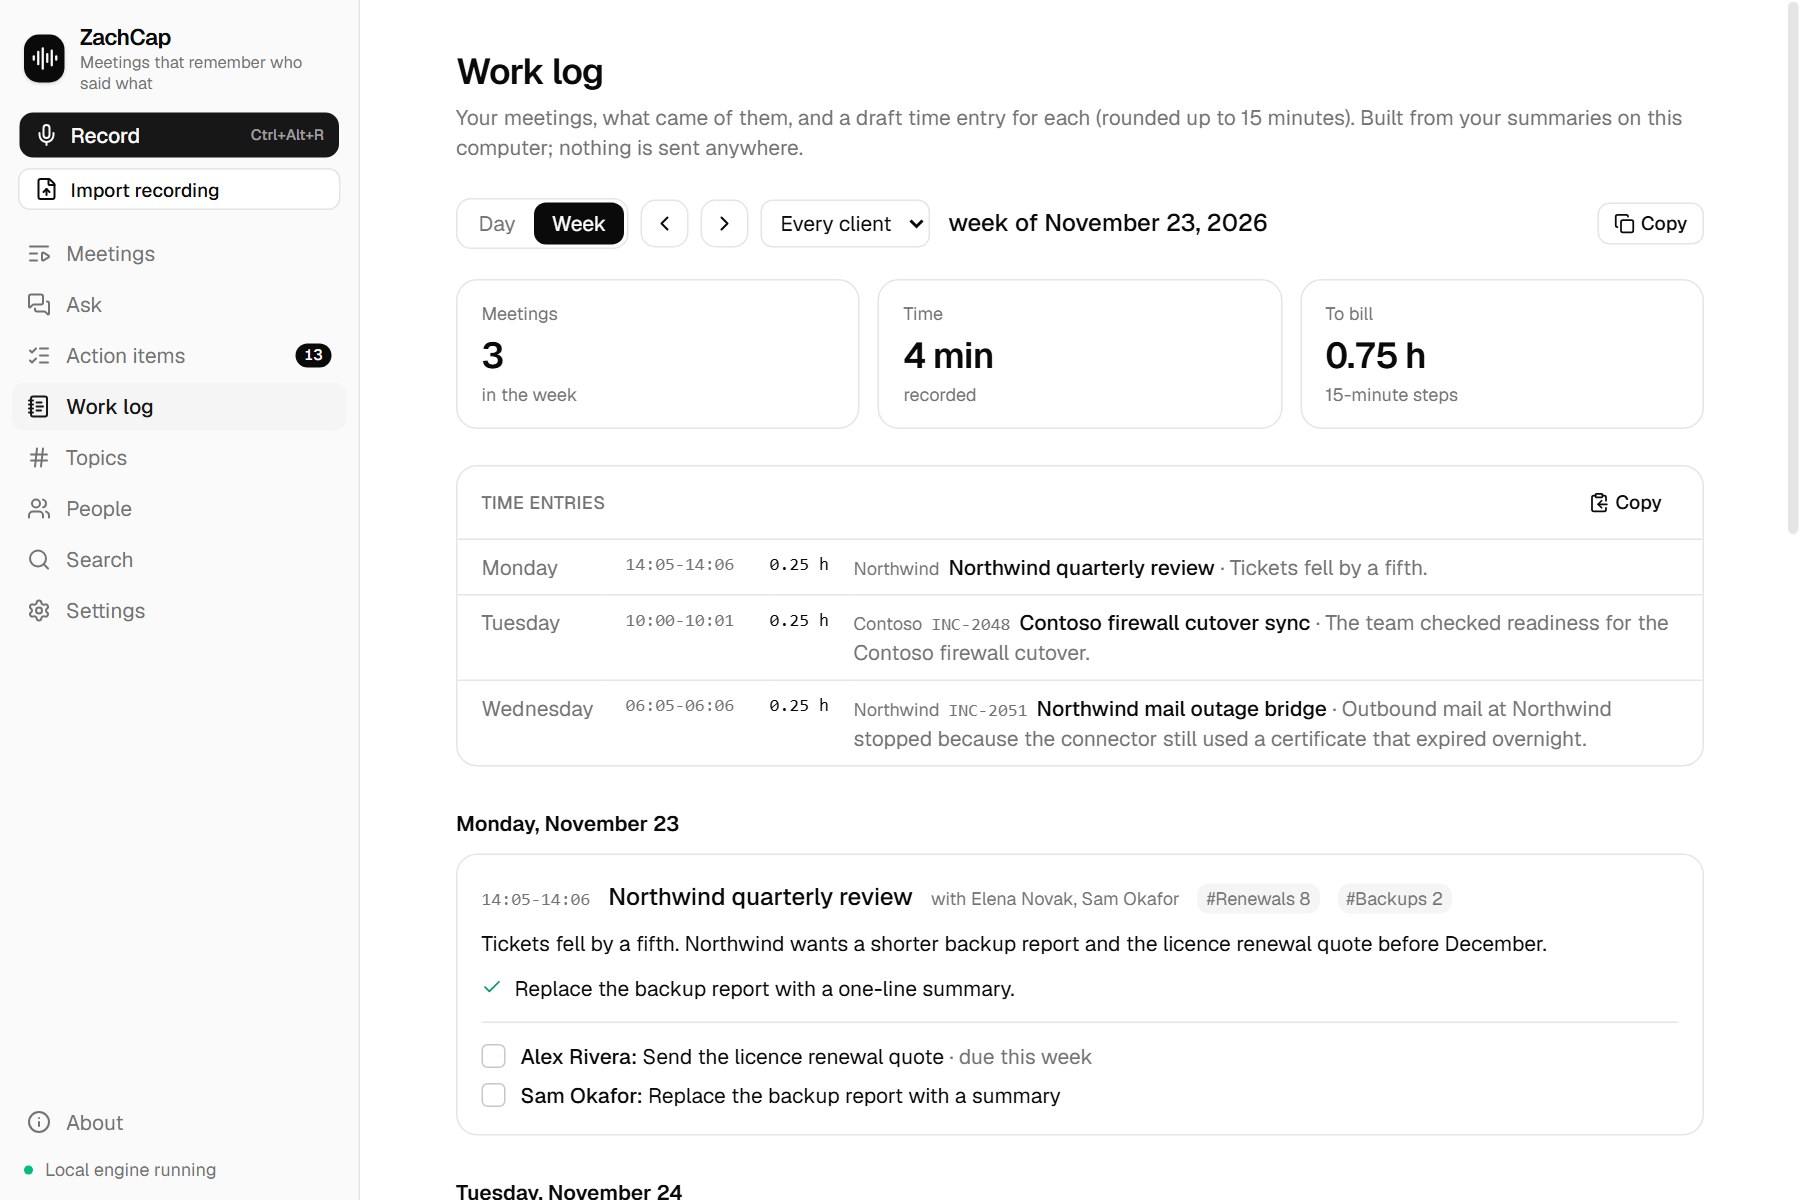 ZachCap
Meetings that remember who
said what
Record Ctrl+Alt+R
Import recording
Meetings
Ask
Action items 13
Work log
Topics
People
Search
Settings
About
Local engine running
Work log
Your meetings, what came of them, and a draft time entry for each (rounded up to 15 minutes). Built from your summaries on this
computer; nothing is sent anywhere.
Day Week Every client week of November 23, 2026 Copy
Meetings
3
in the week
Time
4 min
recorded
To bill
0.75 h
15-minute steps
TIME ENTRIES Copy
Monday 14:05-14:06 0.25 h Northwind Northwind quarterly review · Tickets fell by a fifth.
Tuesday 10:00-10:01 0.25 h Contoso INC-2048 Contoso firewall cutover sync · The team checked readiness for the
Contoso firewall cutover.
Wednesday 06:05-06:06 0.25 h Northwind INC-2051 Northwind mail outage bridge · Outbound mail at Northwind
stopped because the connector still used a certificate that expired overnight.
Monday, November 23
14:05-14:06 Northwind quarterly review with Elena Novak, Sam Okafor #Renewals 8 #Backups 2
Tickets fell by a fifth. Northwind wants a shorter backup report and the licence renewal quote before December.
Replace the backup report with a one-line summary.
Alex Rivera: Send the licence renewal quote · due this week
Sam Okafor: Replace the backup report with a summary
Tuesday, November 24